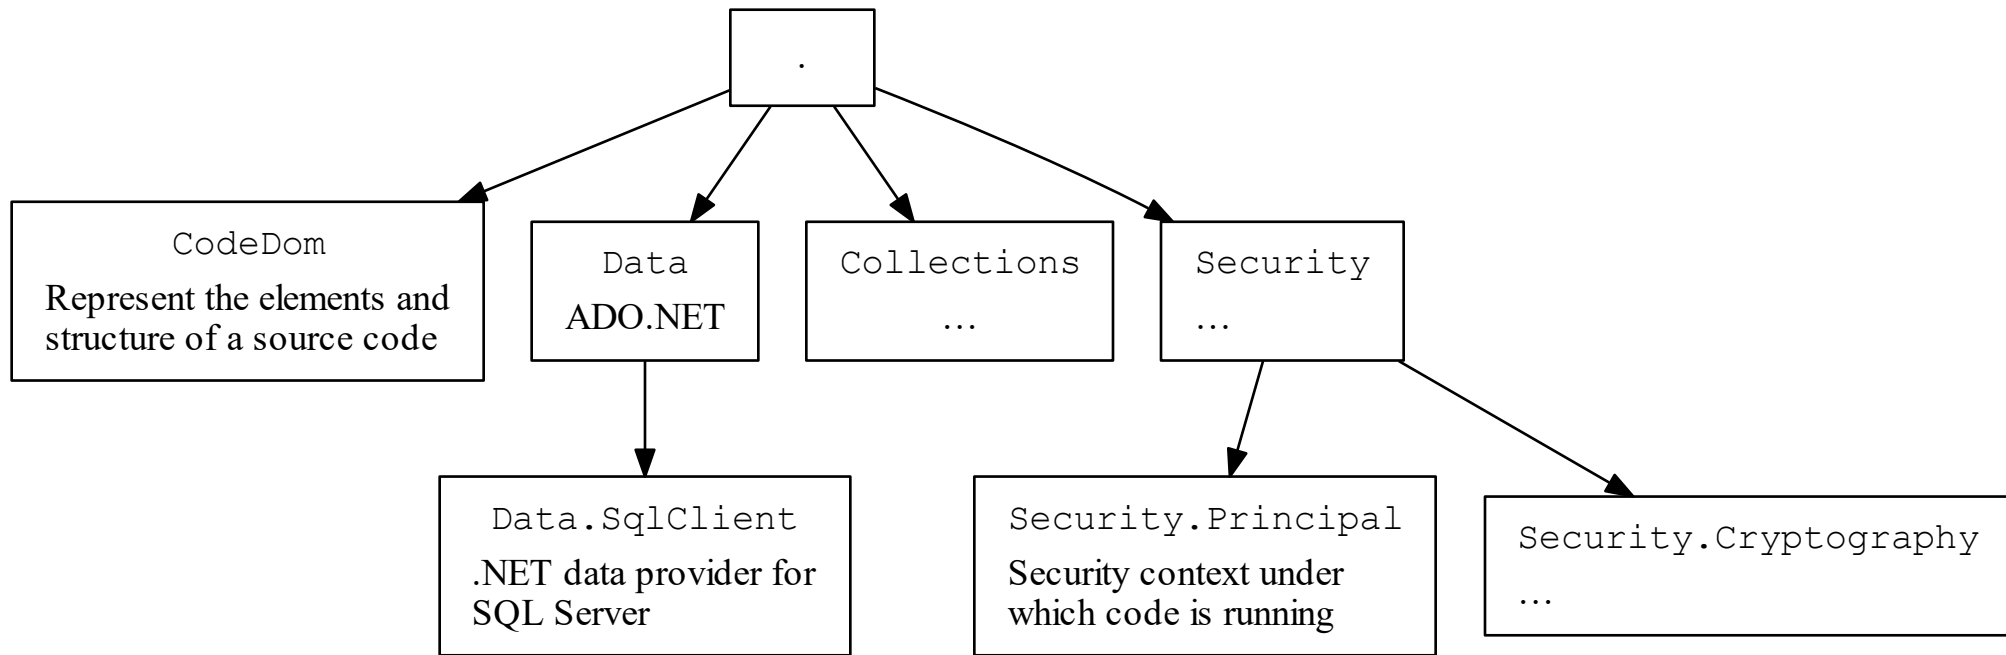 .
CodeDom
Represent the elements and
structure of a source code
Data
ADO.NET
Collections
...
Security
...
Data.SqlClient
.NET data provider for
SQL Server
Security.Principal
Security context under
which code is running
Security.Cryptography
...